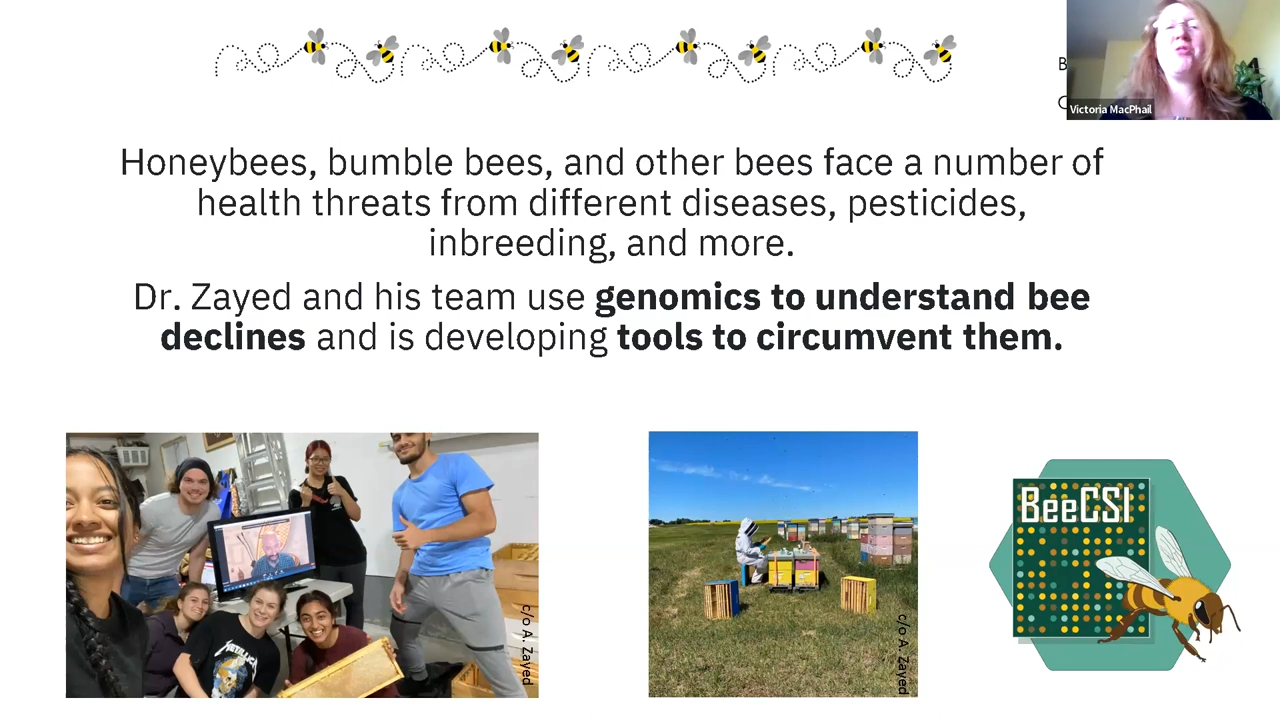 Victoria MacPhail
Honeybees, bumble bees, and other bees face a number of
health threats from different diseases, pesticides,
inbreeding, and more.
Dr. Zayed and his team use genomics to understand bee
declines and is developing tools to circumvent them.
METALLICA
c/o A. Zayed
c/o A. Zayed
BeeCSI